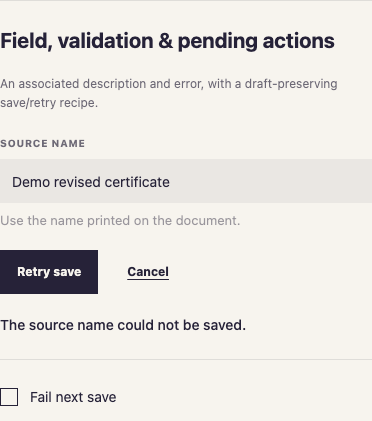 Field, validation & pending actions
An associated description and error, with a draft-preserving
save/retry recipe.
SOURCE NAME
Demo revised certificate
Use the name printed on the document.
Retry save Cancel
The source name could not be saved.
Fail next save